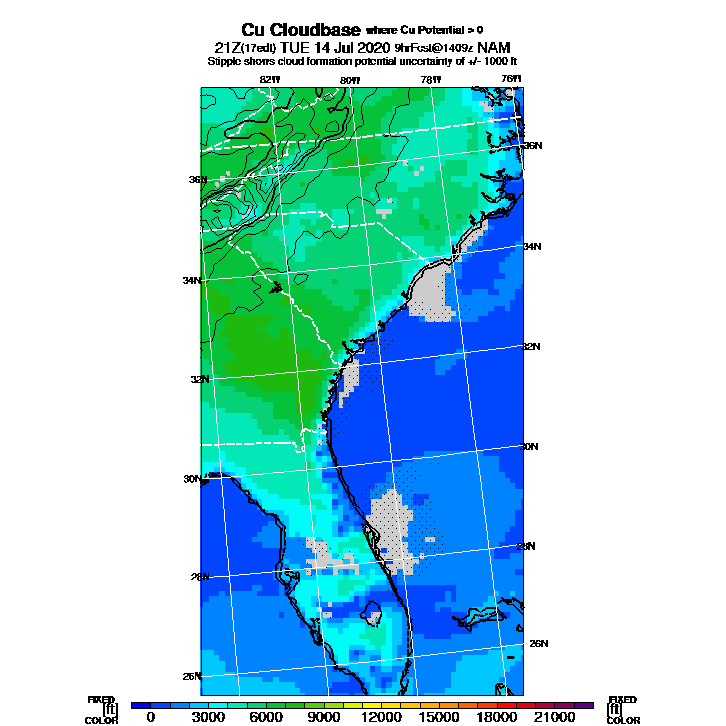 Cu Cloudbase where Cu Potential > 0
21Z(17edt) TUE 14 Jul 2020 9hrFcst@1409z NAM
Stipple shows cloud formation potential uncertainty of +/- 1000 ft
82W 80W 78W 76W
36N
36N
34N
34N
32N
32N
30N
30N
28N
28N
26N
26N
FIXED FIXED
[ft] 0 3000 6000 9000 12000 15000 18000 21000 [ft]
COLOR COLOR